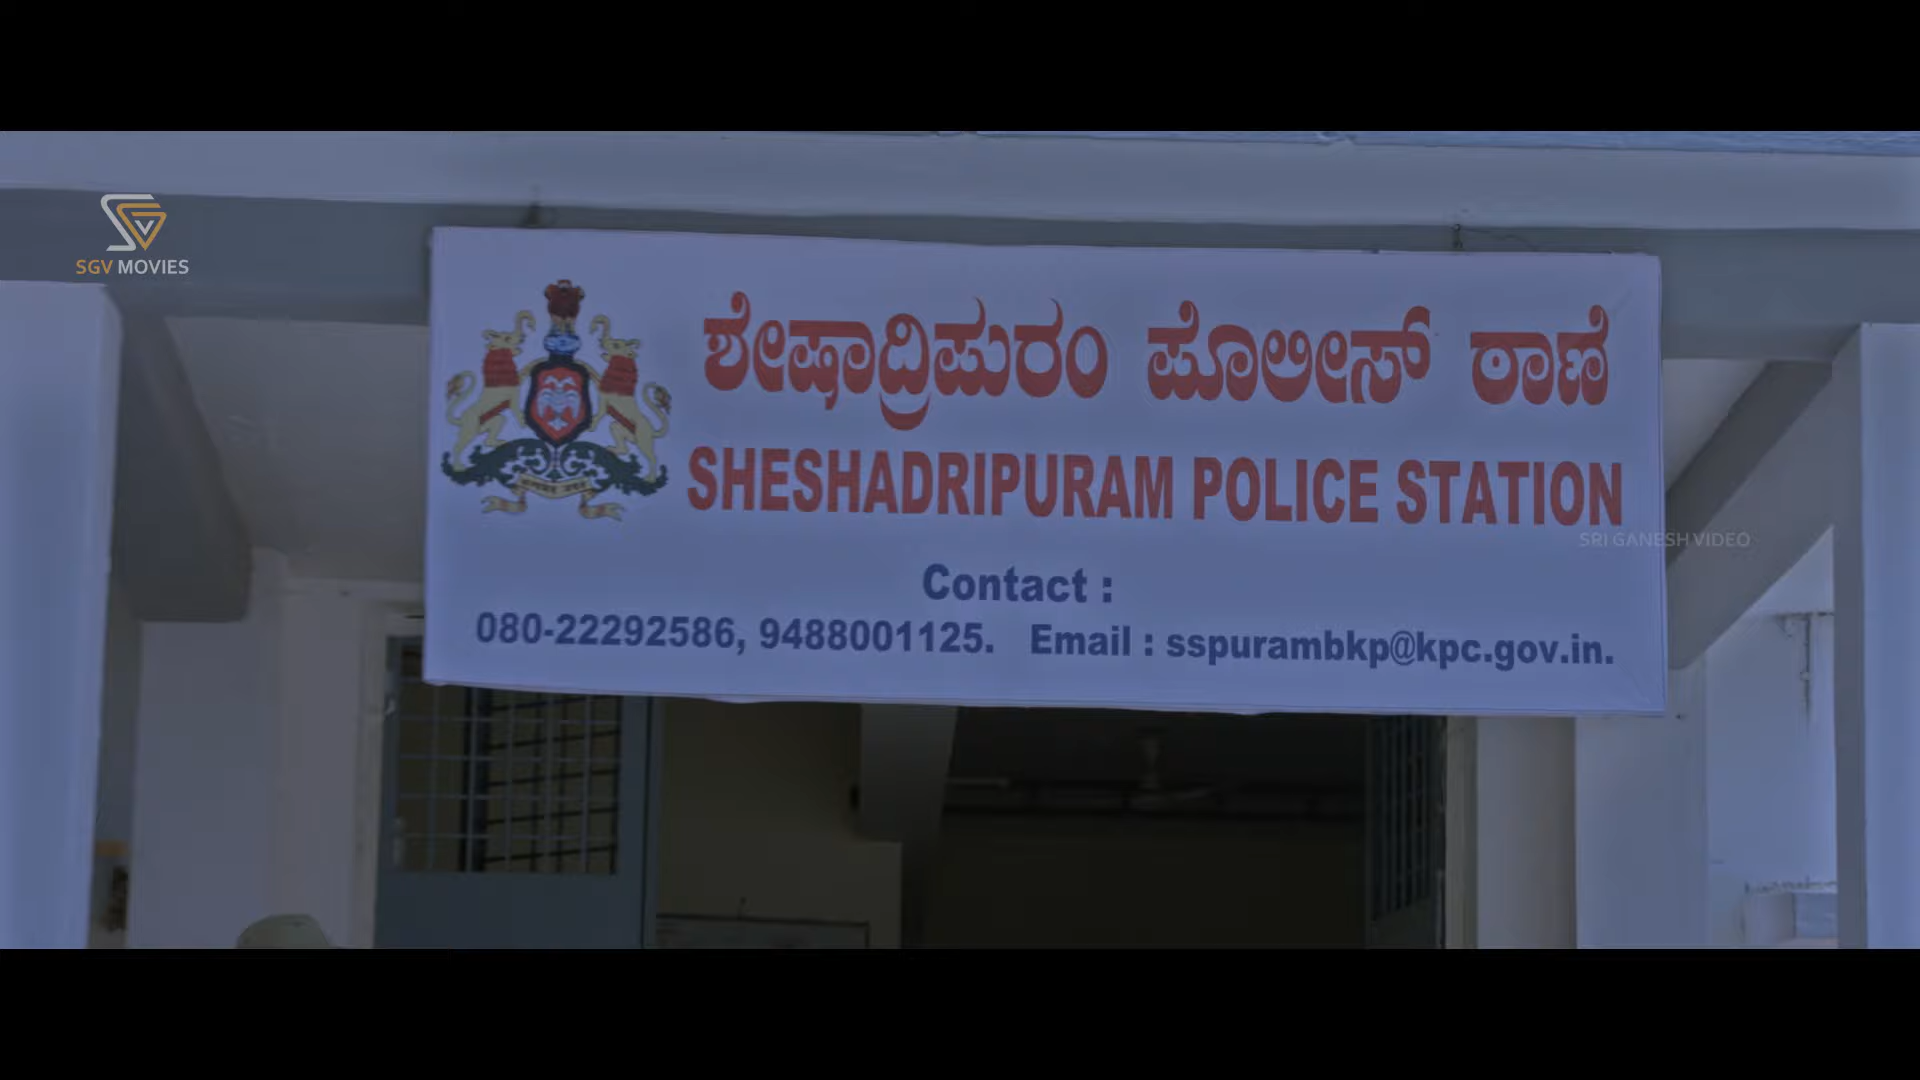 SGV MOVIES
ಶೇಷಾದ್ರಿಪುರಂ ಪೊಲೀಸ್ ಠಾಣೆ
SHESHADRIPURAM POLICE STATION
SRI GANESH VIDEO
Contact :
080-22292586, 9488001125. Email : sspurambkp@kpc.gov.in.